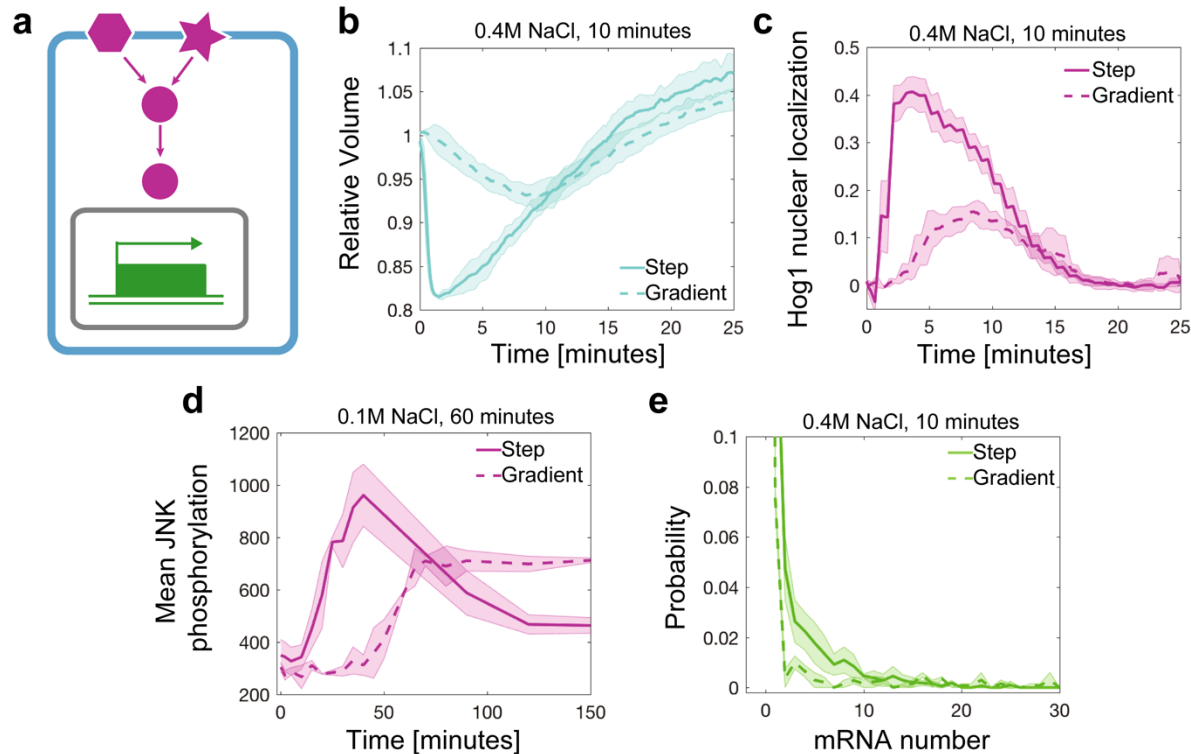 a
b
0.4M NaCl, 10 minutes
1.1
1.05
1
0.95
0.9
0.85
0.8
Relative Volume
Step
Gradient
0 5 10 15 20 25
Time [minutes]
c
0.4M NaCl, 10 minutes
0.5
0.4
0.3
0.2
0.1
0
Hog1 nuclear localization
Step
Gradient
0 5 10 15 20 25
Time [minutes]
d
0.1M NaCl, 60 minutes
1200
1000
800
600
400
200
Mean JNK
phosphorylation
Step
Gradient
0 50 100 150
Time [minutes]
e
0.4M NaCl, 10 minutes
0.1
0.08
0.06
0.04
0.02
0
Probability
Step
Gradient
0 10 20 30
mRNA number